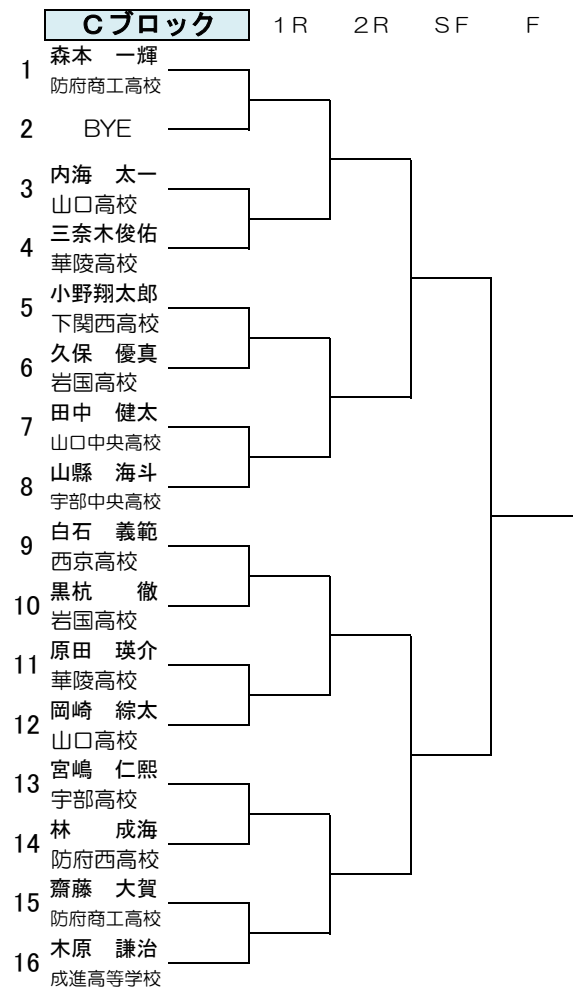 Cブロック 1R 2R SF F
1 森本　一輝
防府商工高校
2 BYE
3 内海　太一
山口高校
4 三奈木俊佑
華陵高校
5 小野翔太郎
下関西高校
6 久保　優真
岩国高校
7 田中　健太
山口中央高校
8 山縣　海斗
宇部中央高校
9 白石　義範
西京高校
10 黒杭　　徹
岩国高校
11 原田　瑛介
華陵高校
12 岡崎　綜太
山口高校
13 宮嶋　仁熙
宇部高校
14 林　　成海
防府西高校
15 齋藤　大賀
防府商工高校
16 木原　謙治
成進高等学校